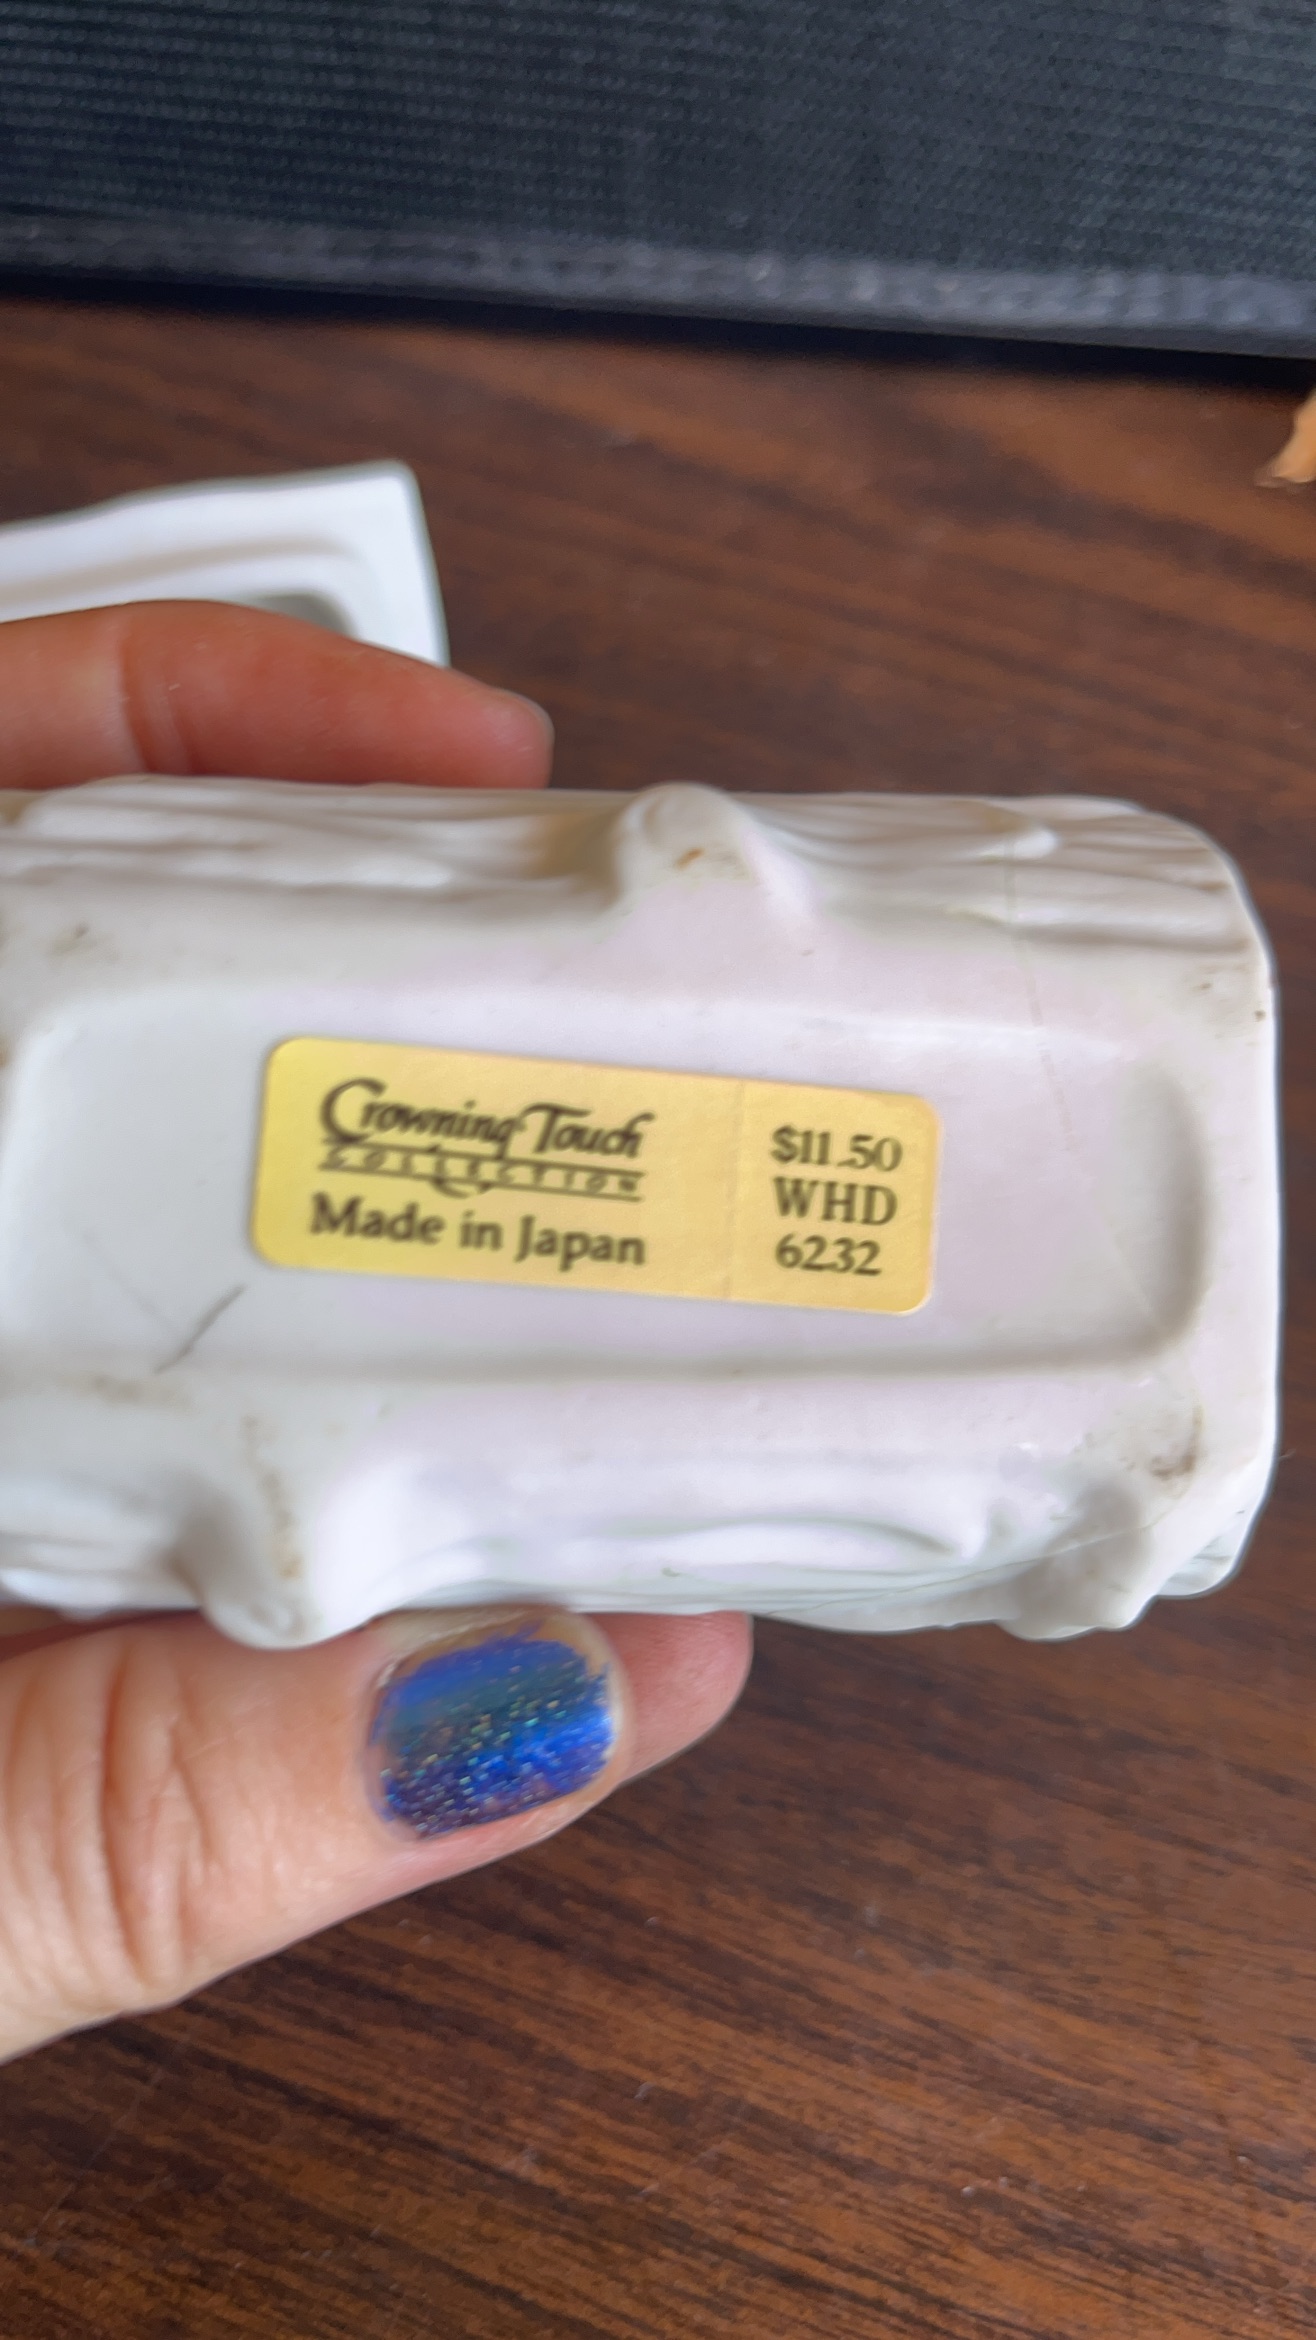 Crowning Touch
COLLECTION
Made in Japan
$11.50
WHD
6232